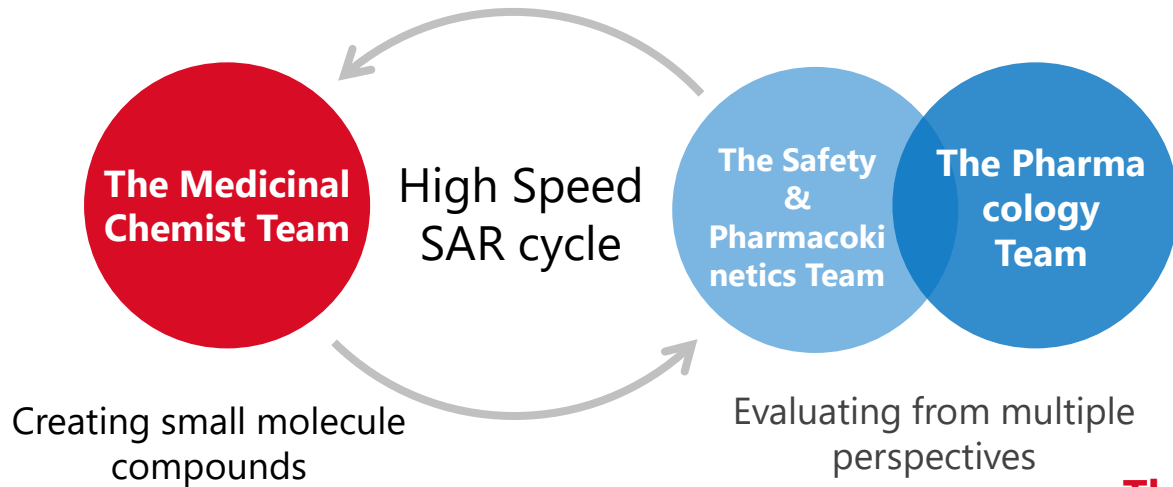 The Medicinal
Chemist Team
High Speed
SAR cycle
The Safety
&
Pharmacoki
netics Team
The Pharma
cology
Team
Creating small molecule
compounds
Evaluating from multiple
perspectives